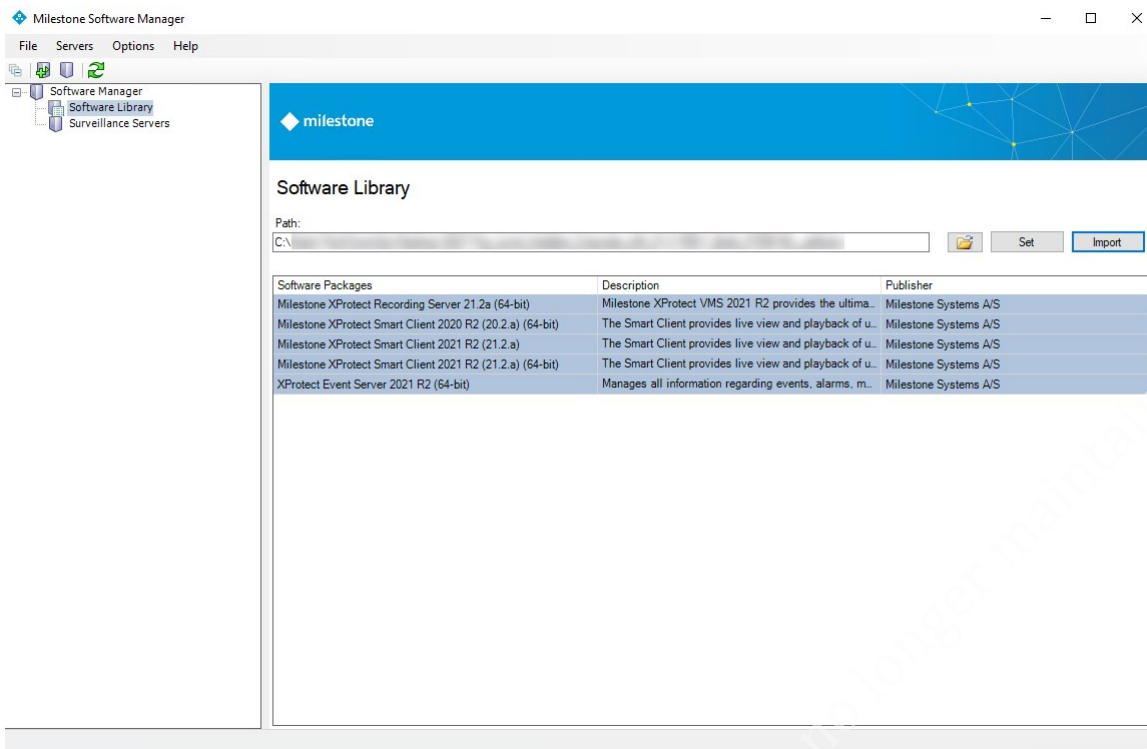 Milestone Software Manager
File Servers Options Help
Software Manager
Software Library
Surveillance Servers
milestone
Software Library
Path:
C:\
Set Import
Software Packages Description Publisher
Milestone XProtect Recording Server 21.2a (64-bit) Milestone XProtect VMS 2021 R2 provides the ultima... Milestone Systems A/S
Milestone XProtect Smart Client 2020 R2 (20.2.a) (64-bit) The Smart Client provides live view and playback of u... Milestone Systems A/S
Milestone XProtect Smart Client 2021 R2 (21.2.a) The Smart Client provides live view and playback of u... Milestone Systems A/S
Milestone XProtect Smart Client 2021 R2 (21.2.a) (64-bit) The Smart Client provides live view and playback of u... Milestone Systems A/S
XProtect Event Server 2021 R2 (64-bit) Manages all information regarding events, alarms, m... Milestone Systems A/S
no longer